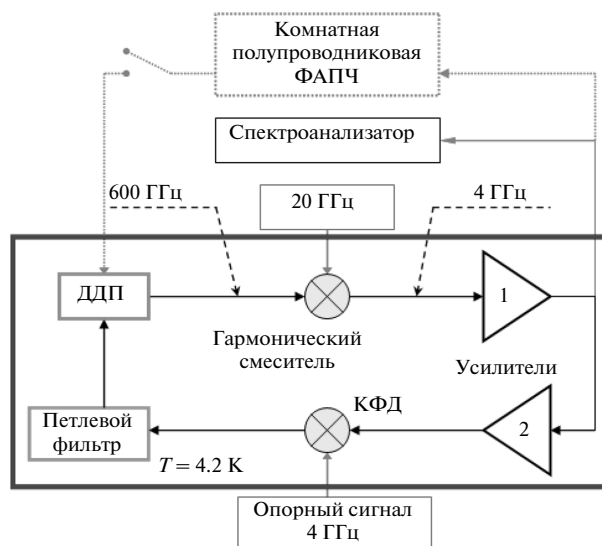 Комнатная
полупроводниковая
ФАПЧ
Спектроанализатор
600 ГГц
20 ГГц
4 ГГц
ДДП
1
Гармонический
смеситель
Усилители
КФД
Петлевой
фильтр
2
T = 4.2 К
Опорный сигнал
4 ГГц